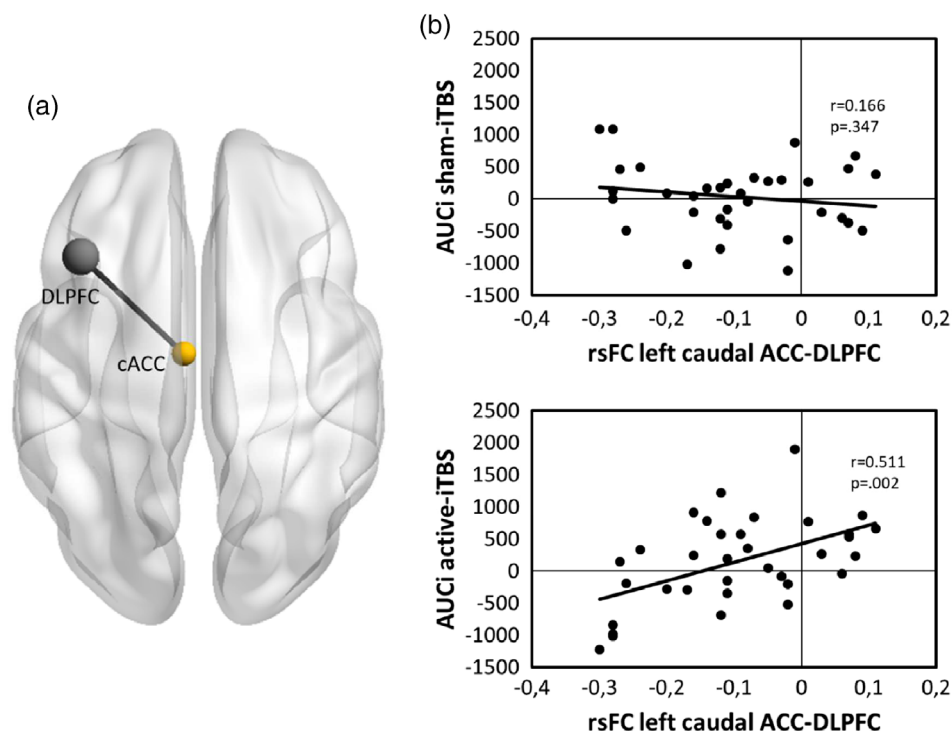 (a)
DLPFC
cACC
(b)
AUCi sham-iTBS
2500
2000
1500
1000
500
0
-500
-1000
-1500
r=0.166
p=.347
-0,4 -0,3 -0,2 -0,1 0 0,1 0,2
rsFC left caudal ACC-DLPFC
AUCi active-iTBS
2500
2000
1500
1000
500
0
-500
-1000
-1500
r=0.511
p=.002
-0,4 -0,3 -0,2 -0,1 0 0,1 0,2
rsFC left caudal ACC-DLPFC